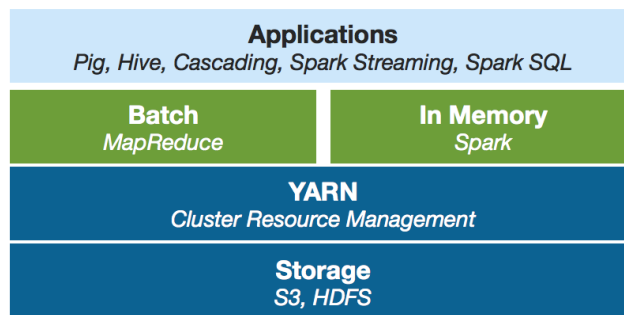 Applications
Pig, Hive, Cascading, Spark Streaming, Spark SQL
Batch
MapReduce
In Memory
Spark
YARN
Cluster Resource Management
Storage
S3, HDFS